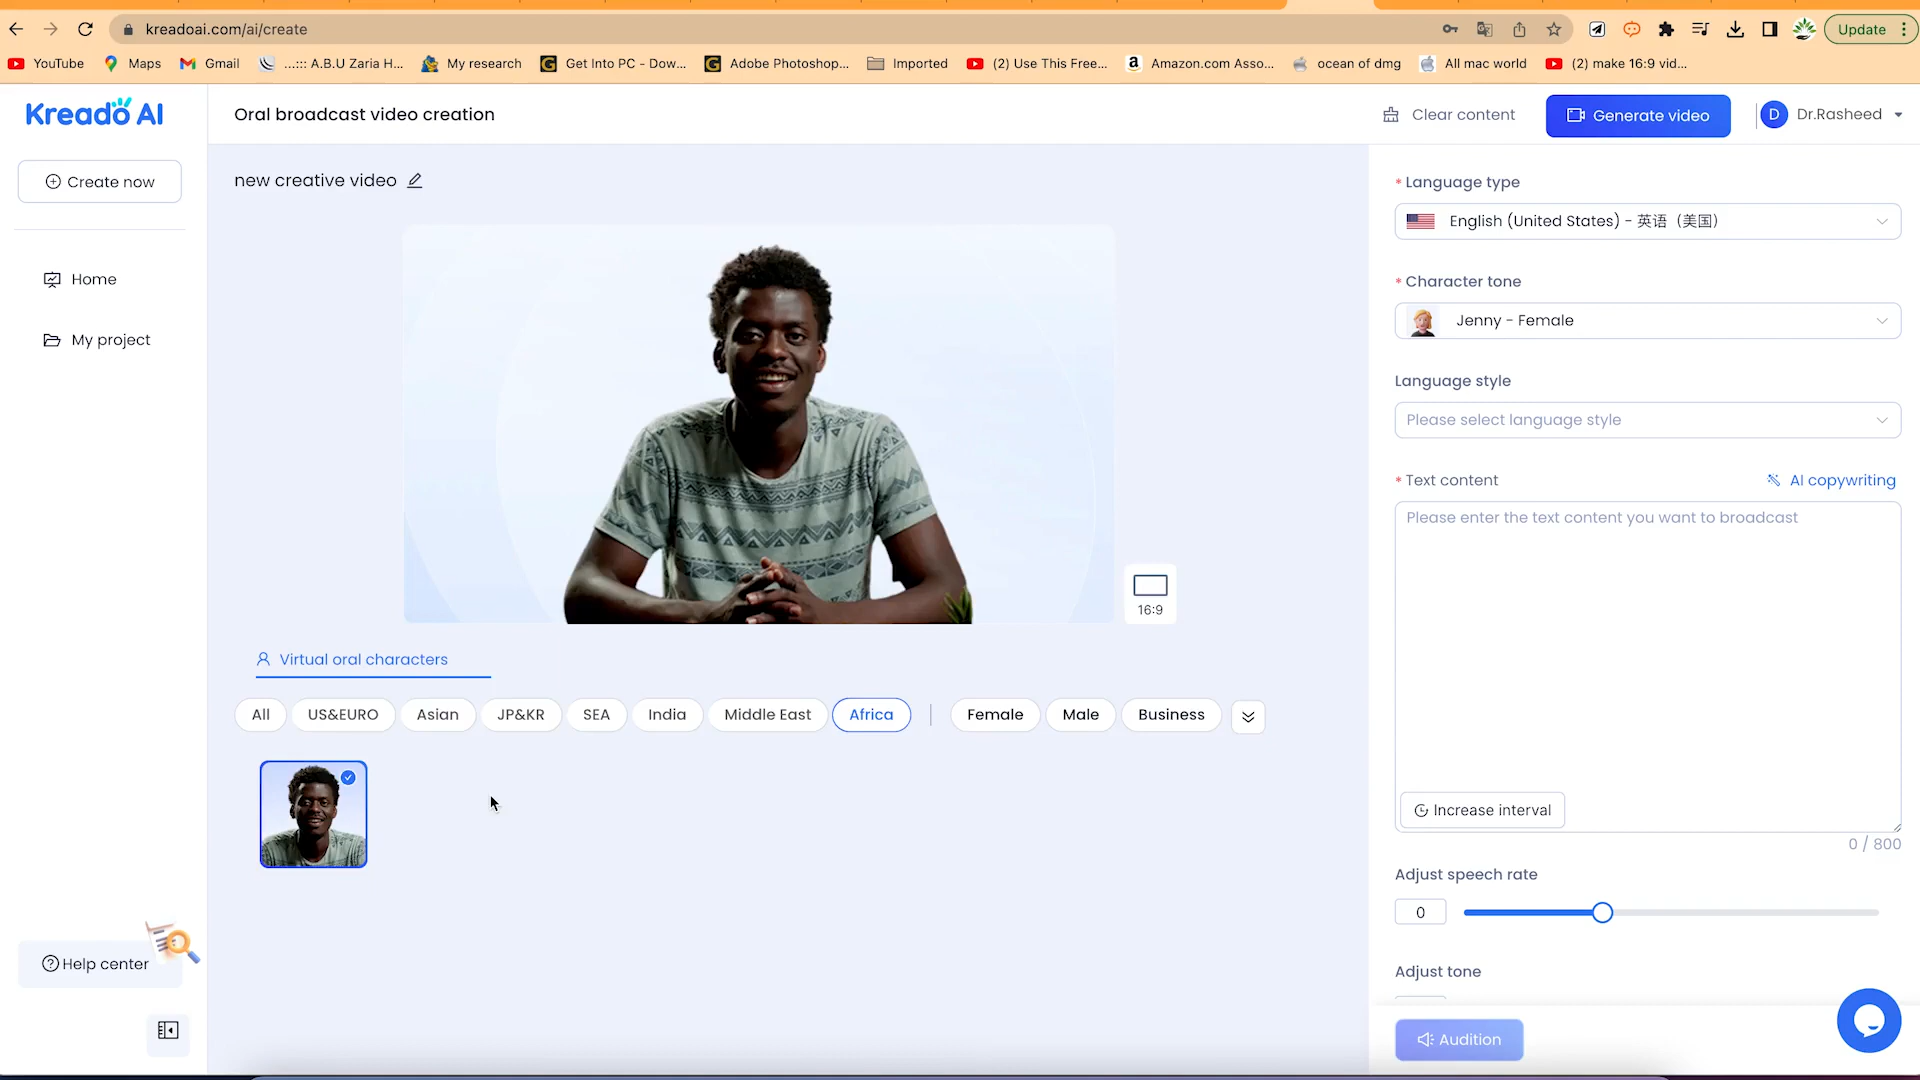 kreadoai.com/ai/create
Update
YouTube
Maps
Gmail
...::: A.B.U Zaria H...
My research
Get Into PC - Dow...
Adobe Photoshop...
Imported
(2) Use This Free...
Amazon.com Asso...
ocean of dmg
All mac world
(2) make 16:9 vid...
Kreado AI
Oral broadcast video creation
Clear content
Generate video
D
Dr.Rasheed
Create now
Home
My project
Help center
new creative video
16:9
Virtual oral characters
All
US&EURO
Asian
JP&KR
SEA
India
Middle East
Africa
Female
Male
Business
* Language type
English (United States) - 英语（美国）
* Character tone
Jenny - Female
Language style
Please select language style
* Text content
AI copywriting
Please enter the text content you want to broadcast
Increase interval
0 / 800
Adjust speech rate
0
Adjust tone
Audition